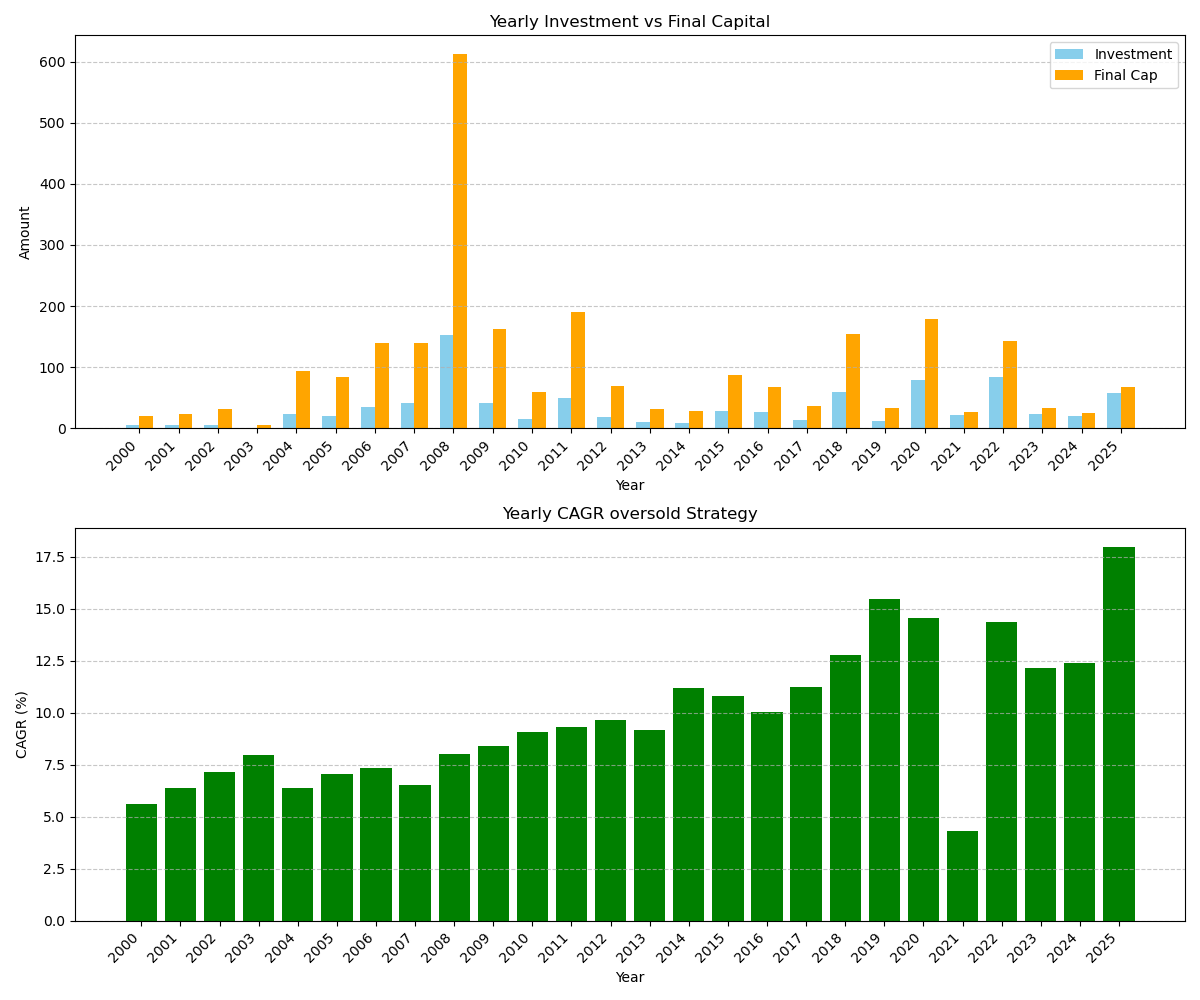 Yearly Investment vs Final Capital
Investment
Final Cap
600
500
400
300
200
100
0
Amount
2000 2001 2002 2003 2004 2005 2006 2007 2008 2009 2010 2011 2012 2013 2014 2015 2016 2017 2018 2019 2020 2021 2022 2023 2024 2025
Year
Yearly CAGR oversold Strategy
17.5
15.0
12.5
10.0
7.5
5.0
2.5
0.0
CAGR (%)
2000 2001 2002 2003 2004 2005 2006 2007 2008 2009 2010 2011 2012 2013 2014 2015 2016 2017 2018 2019 2020 2021 2022 2023 2024 2025
Year